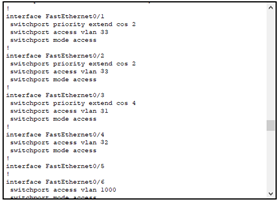 !
interface FastEthernet0/1
switchport priority extend cos 2
switchport access vlan 33
switchport mode access
!
interface FastEthernet0/2
switchport priority extend cos 2
switchport access vlan 33
switchport mode access
!
interface FastEthernet0/3
switchport priority extend cos 4
switchport access vlan 31
switchport mode access
!
interface FastEthernet0/4
switchport access vlan 32
switchport mode access
!
interface FastEthernet0/5
!
interface FastEthernet0/6
switchport access vlan 1000
switchport mode access